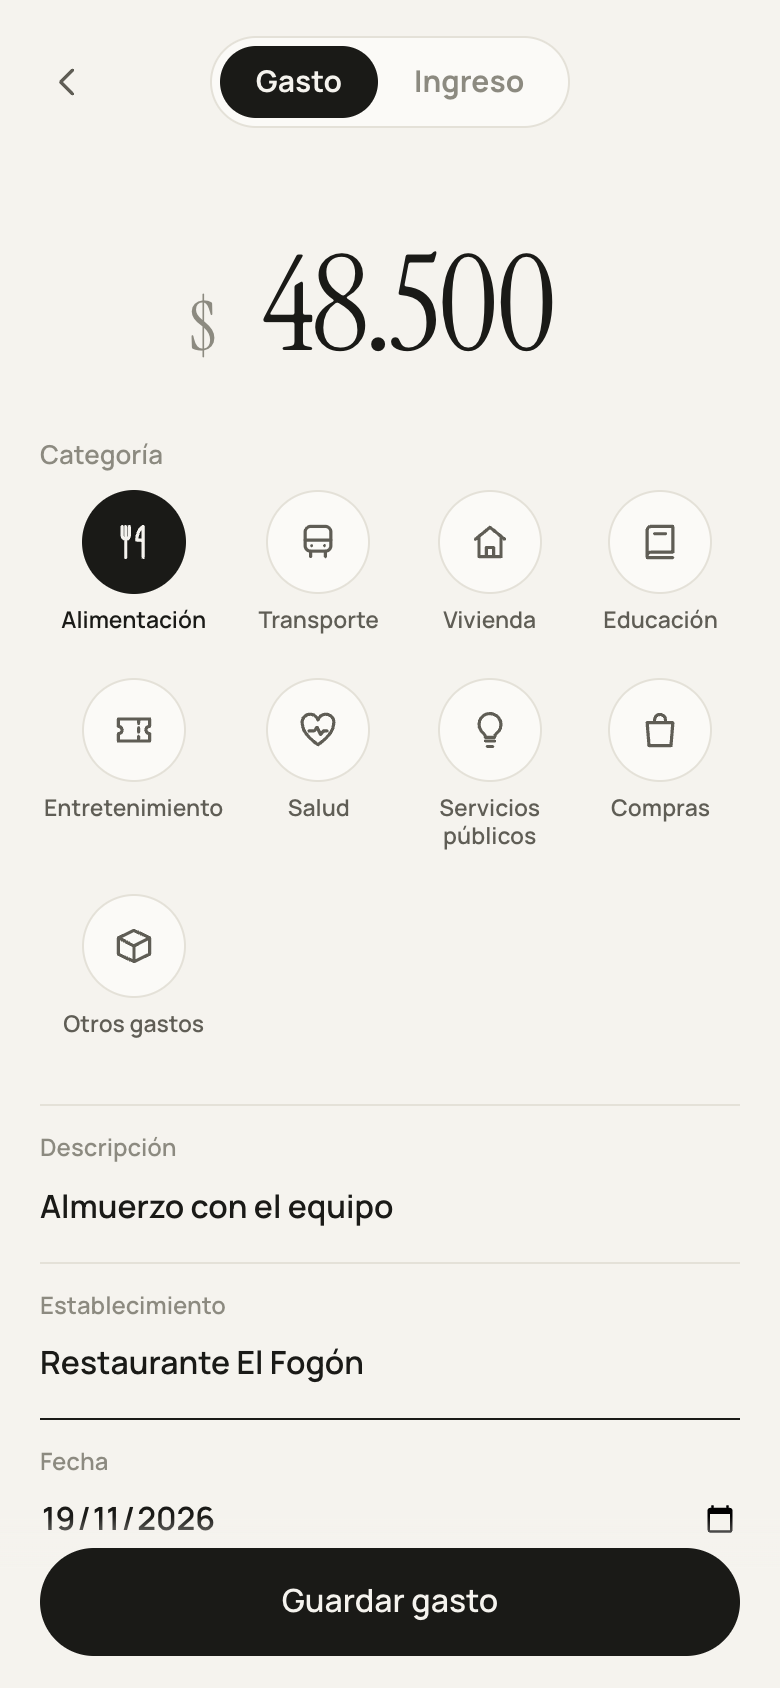 Gasto Ingreso
$ 48.500
Categoría
Alimentación Transporte Vivienda Educación
Entretenimiento Salud Servicios públicos Compras
Otros gastos
Descripción
Almuerzo con el equipo
Establecimiento
Restaurante El Fogón
Fecha
19/11/2026
Guardar gasto